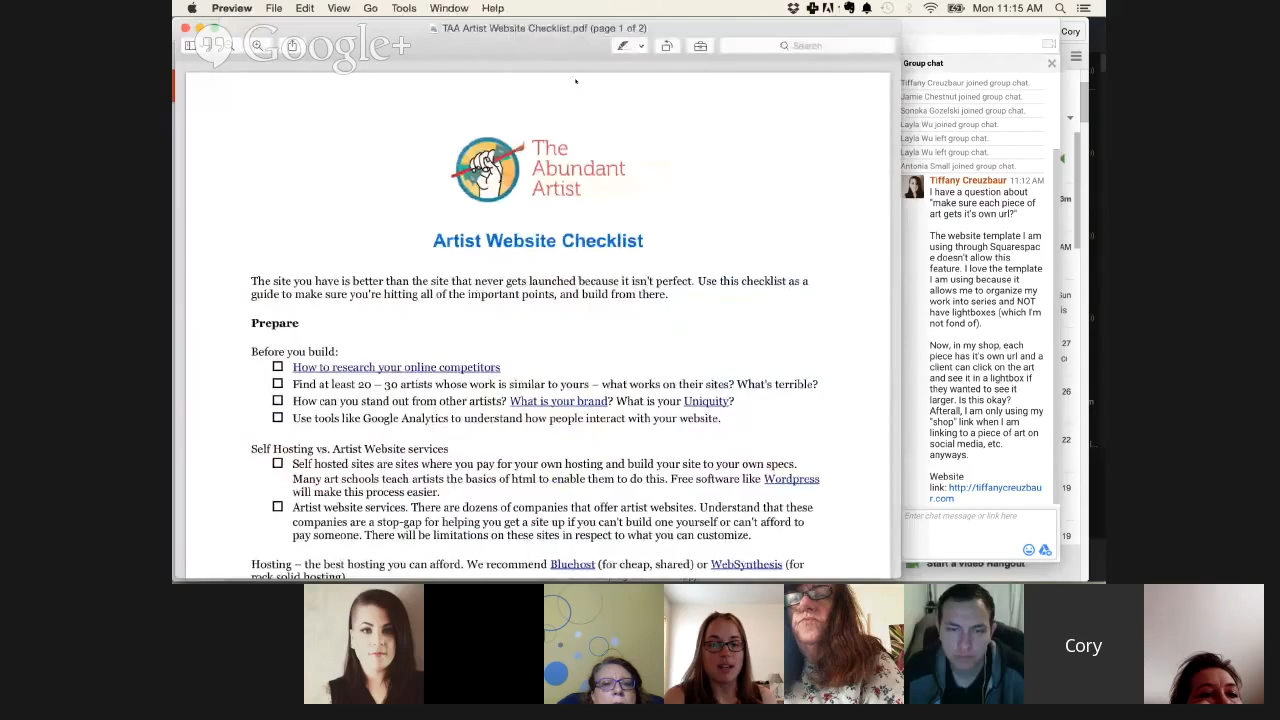 Preview File Edit View Go Tools Window Help
Mon 11:15 AM
TAA Artist Website Checklist.pdf (page 1 of 2)
Google+
Search
Cory
The
Abundant
Artist
Artist Website Checklist
The site you have is better than the site that never gets launched because it isn't perfect. Use this checklist as a
guide to make sure you're hitting all of the important points, and build from there.
Prepare
Before you build:
How to research your online competitors
Find at least 20 – 30 artists whose work is similar to yours – what works on their sites? What's terrible?
How can you stand out from other artists? What is your brand? What is your Uniquity?
Use tools like Google Analytics to understand how people interact with your website.
Self Hosting vs. Artist Website services
Self hosted sites are sites where you pay for your own hosting and build your site to your own specs.
Many art schools teach artists the basics of html to enable them to do this. Free software like Wordpress
will make this process easier.
Artist website services. There are dozens of companies that offer artist websites. Understand that these
companies are a stop-gap for helping you get a site up if you can't build one yourself or can't afford to
pay someone. There will be limitations on these sites in respect to what you can customize.
Hosting – the best hosting you can afford. We recommend Bluehost (for cheap, shared) or WebSynthesis (for
rock solid hosting)
Group chat
Tiffany Creuzbaur joined group chat.
Jamie Chestnut joined group chat.
Sonoka Gozelski joined group chat.
Layla Wu joined group chat.
Layla Wu left group chat.
Layla Wu left group chat.
Antonia Small joined group chat.
Tiffany Creuzbaur 11:12 AM
I have a question about
"make sure each piece of
art gets it's own url?"
The website template I am
using through Squarespac
e doesn't allow this
feature. I love the template
I am using because it
allows me to organize my
work into series and NOT
have lightboxes (which I'm
not fond of).
Now, in my shop, each
piece has it's own url and a
client can click on the
art and see it in a lightbox if
they wanted to see it
larger. Is this okay?
Afterall, I am only using my
"shop" link when I am
linking to a piece of art on
social media, etc.
anyways.
Website
link: http://tiffanycreuzbau
r.com
Enter chat message or link here
Start a video Hangout
AM
27
26
22
19
19
Cory